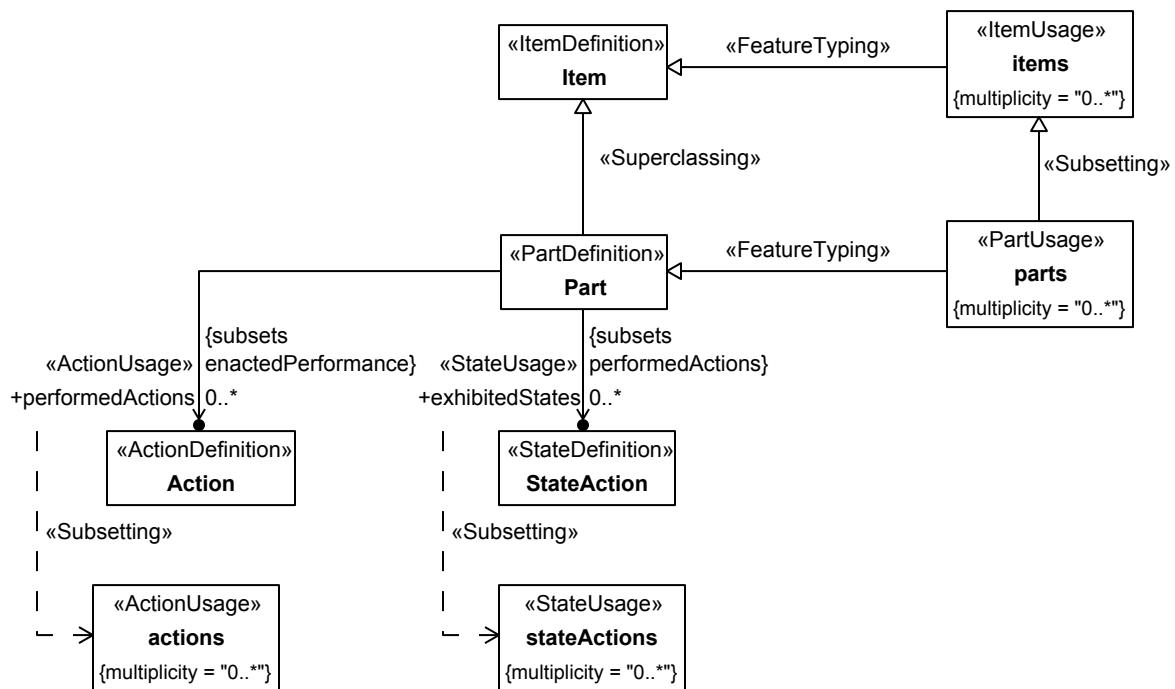 «ItemDefinition»
Item
«FeatureTyping»
«ItemUsage»
items
{multiplicity = "0..*"}
«Superclassing»
«Subsetting»
«PartDefinition»
Part
«FeatureTyping»
«PartUsage»
parts
{multiplicity = "0..*"}
«ActionUsage»
+performedActions
{subsets
enactedPerformance}
0..*
«StateUsage»
+exhibitedStates
{subsets
performedActions}
0..*
«ActionDefinition»
Action
«StateDefinition»
StateAction
«Subsetting»
«Subsetting»
«ActionUsage»
actions
{multiplicity = "0..*"}
«StateUsage»
stateActions
{multiplicity = "0..*"}